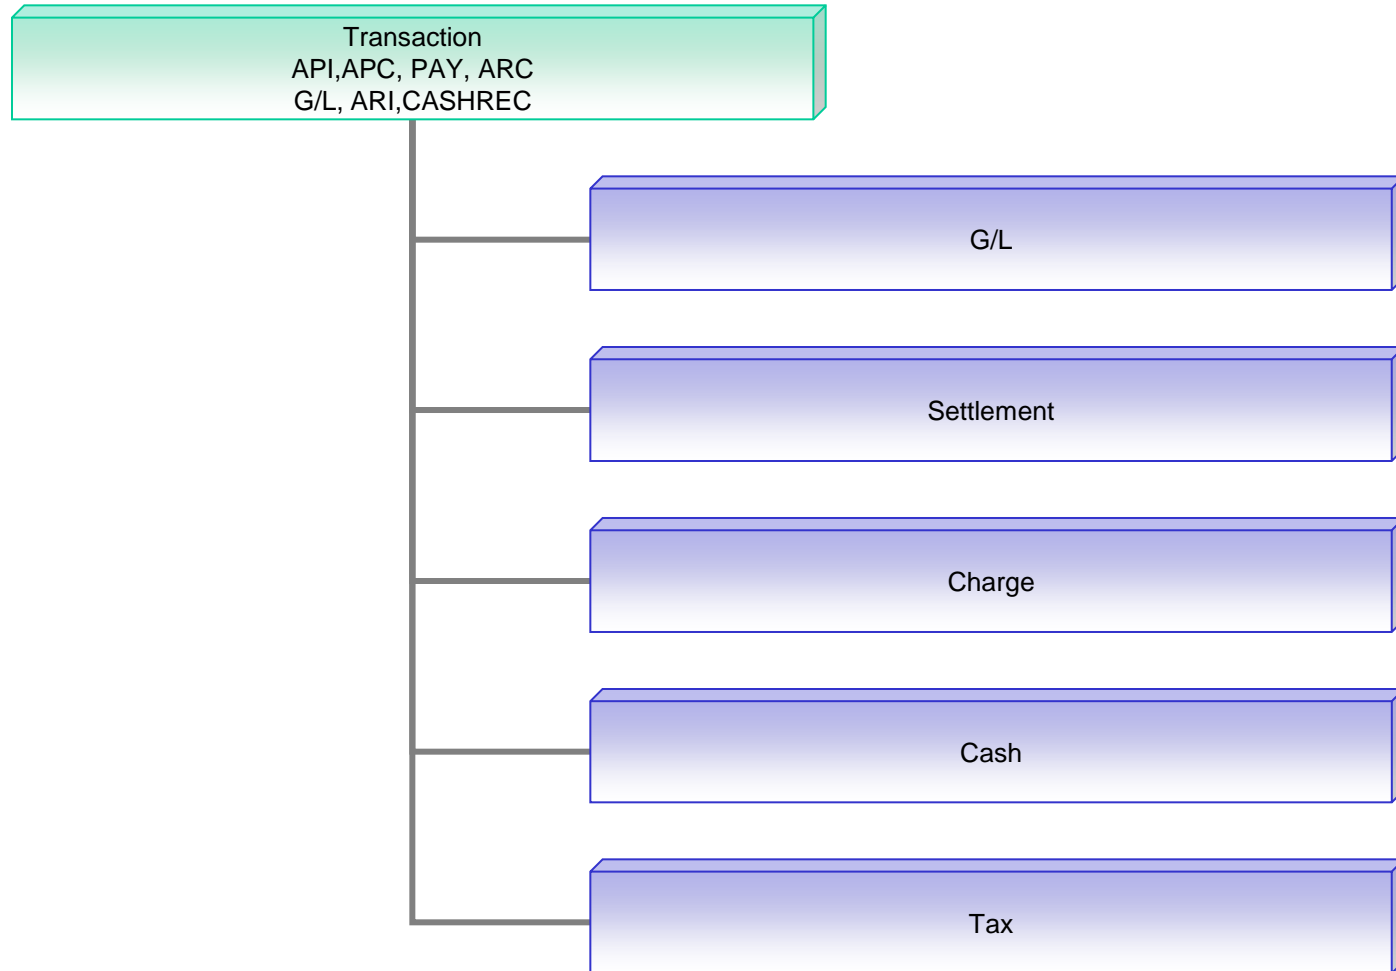 Transaction
API,APC, PAY, ARC
G/L, ARI,CASHREC
G/L
Settlement
Charge
Cash
Tax